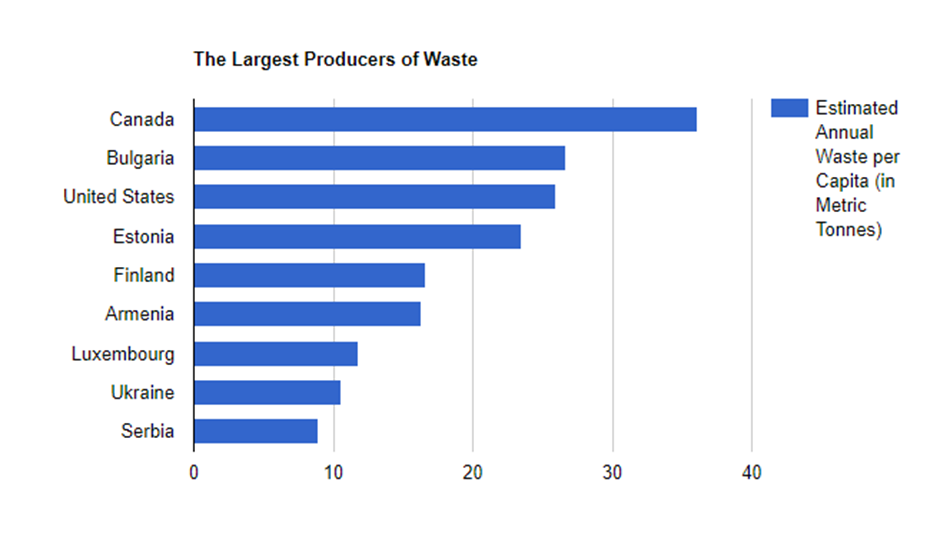 The Largest Producers of Waste
Canada
Bulgaria
United States
Estonia
Finland
Armenia
Luxembourg
Ukraine
Serbia
0 10 20 30 40
Estimated
Annual
Waste per
Capita (in
Metric
Tonnes)